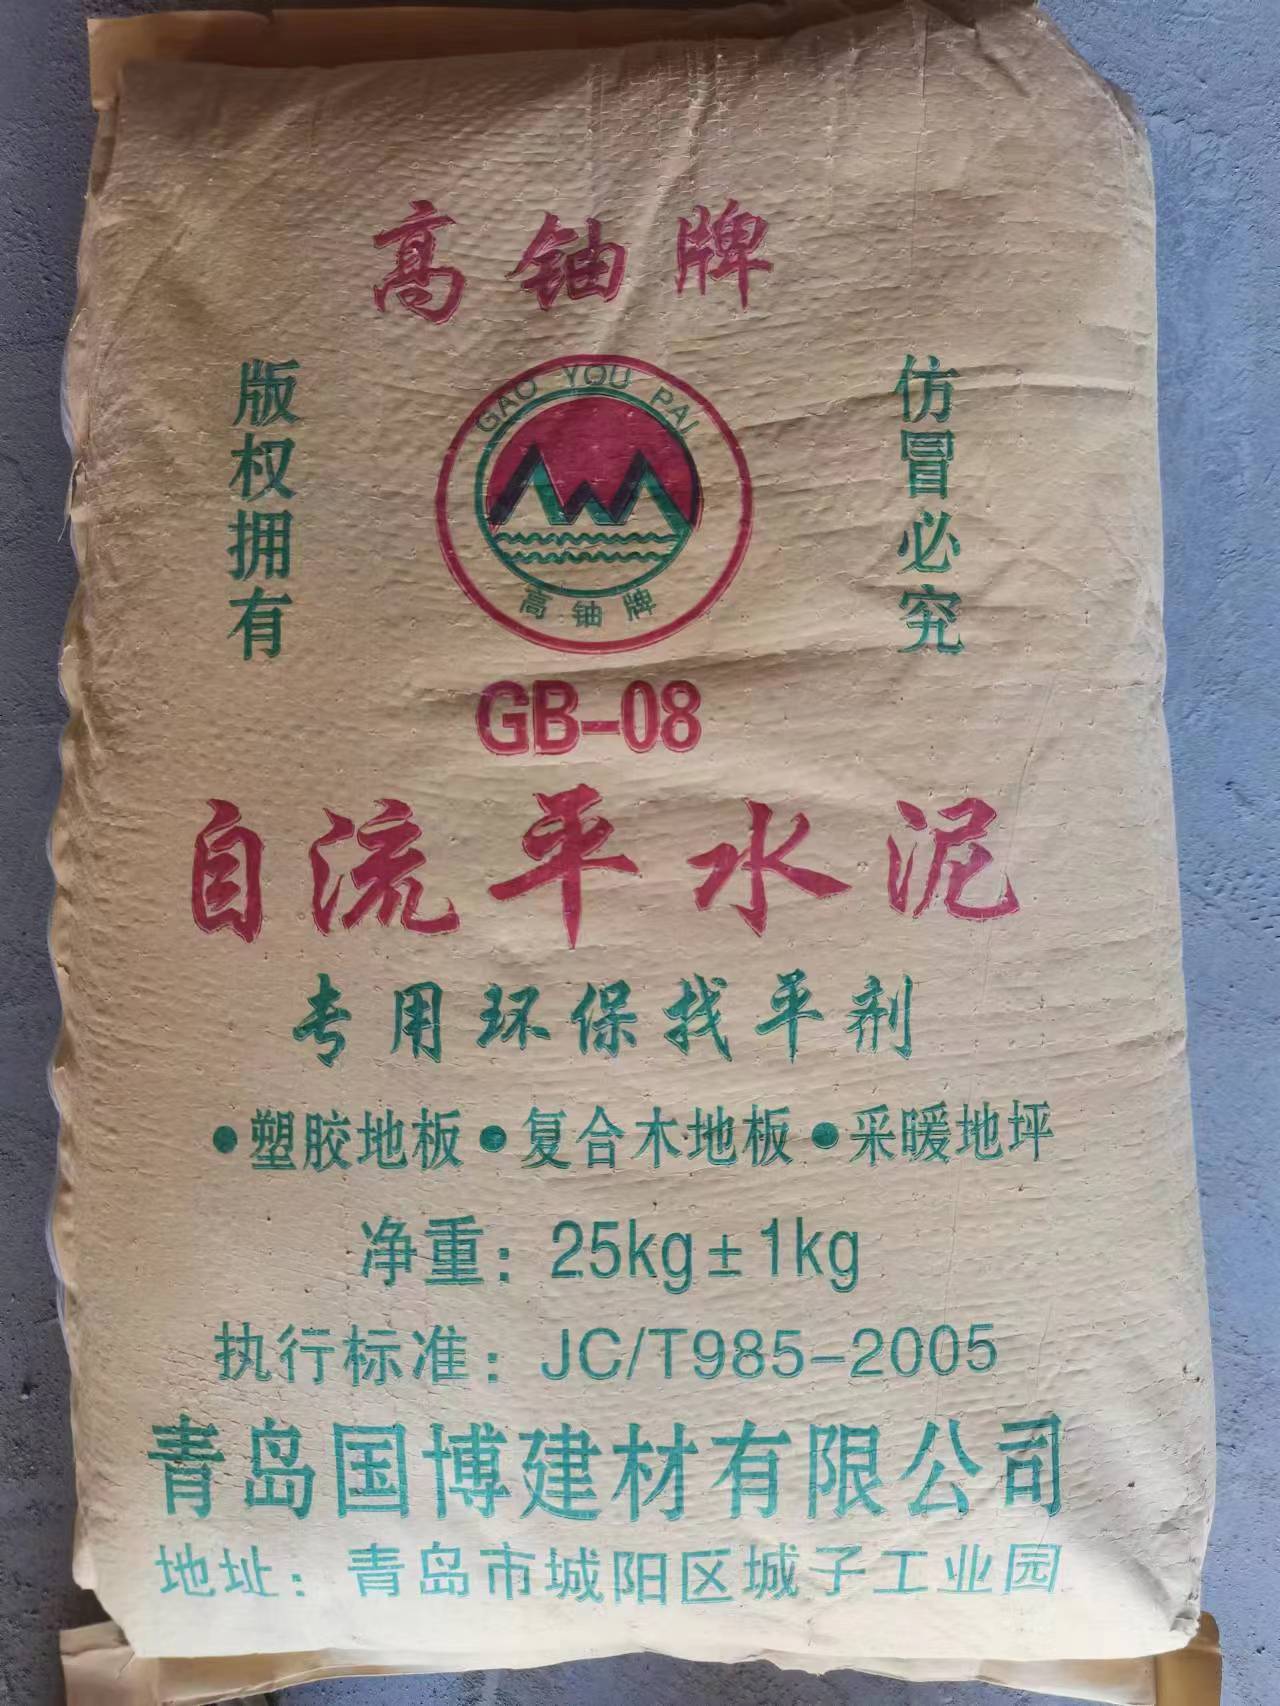 高铀牌
版权拥有
GAO YOU PAI
高铀牌
仿冒必究
GB-08
自流平水泥
专用环保找平剂
●塑胶地板●复合木地板●采暖地坪
净重：25kg±1kg
执行标准：JC/T985-2005
青岛国博建材有限公司
地址：青岛市城阳区城子工业园